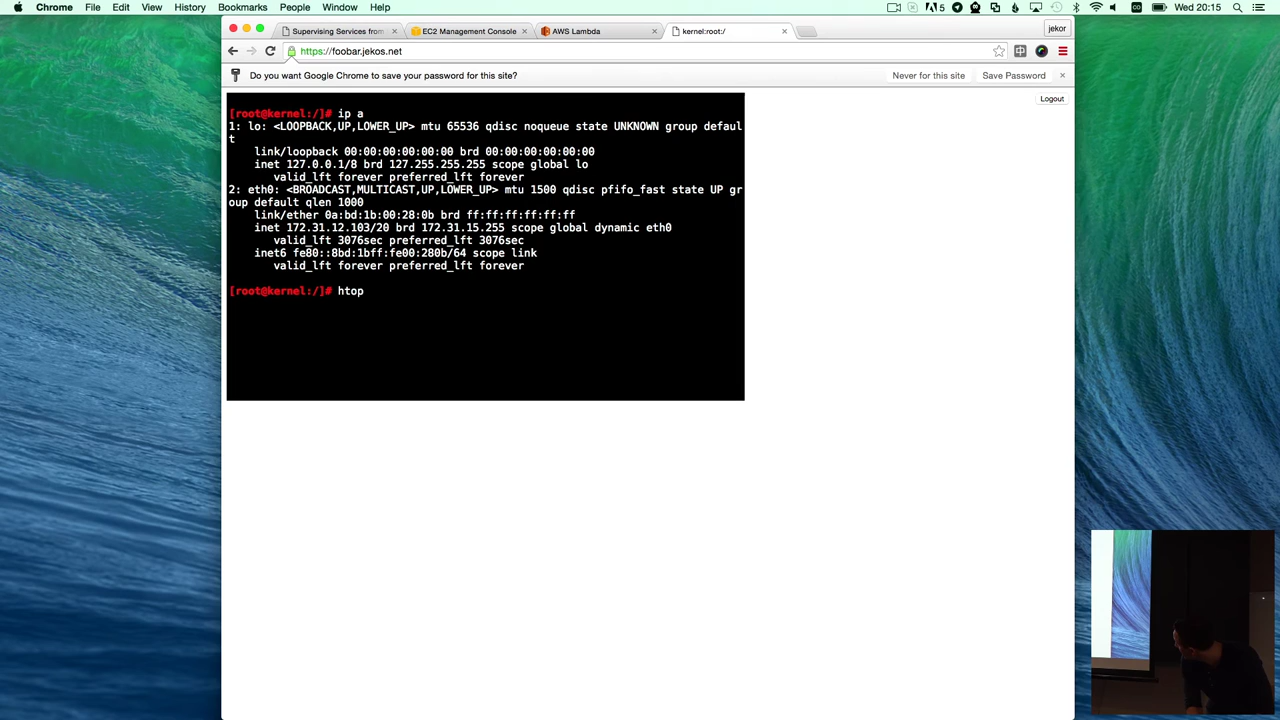 Chrome File Edit View History Bookmarks People Window Help 5 Wed 20:15
Supervising Services from EC2 Management Console AWS Lambda kernel:root:/ jekor
https://foobar.jekos.net
Do you want Google Chrome to save your password for this site? Never for this site Save Password
Logout
[root@kernel:/]# ip a
1: lo: <LOOPBACK,UP,LOWER_UP> mtu 65536 qdisc noqueue state UNKNOWN group defaul
t
link/loopback 00:00:00:00:00:00 brd 00:00:00:00:00:00
inet 127.0.0.1/8 brd 127.255.255.255 scope global lo
valid_lft forever preferred_lft forever
2: eth0: <BROADCAST,MULTICAST,UP,LOWER_UP> mtu 1500 qdisc pfifo_fast state UP gr
oup default qlen 1000
link/ether 0a:bd:1b:00:28:0b brd ff:ff:ff:ff:ff:ff
inet 172.31.12.103/20 brd 172.31.15.255 scope global dynamic eth0
valid_lft 3076sec preferred_lft 3076sec
inet6 fe80::8bd:1bff:fe00:280b/64 scope link
valid_lft forever preferred_lft forever
[root@kernel:/]# htop